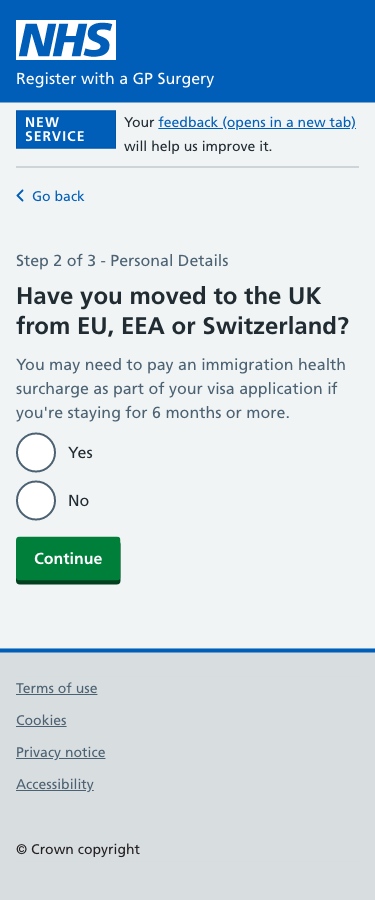 NHS
Register with a GP Surgery
NEW
SERVICE
Your feedback (opens in a new tab)
will help us improve it.
Go back
Step 2 of 3 - Personal Details
Have you moved to the UK
from EU, EEA or Switzerland?
You may need to pay an immigration health
surcharge as part of your visa application if
you're staying for 6 months or more.
Yes
No
Continue
Terms of use
Cookies
Privacy notice
Accessibility
© Crown copyright